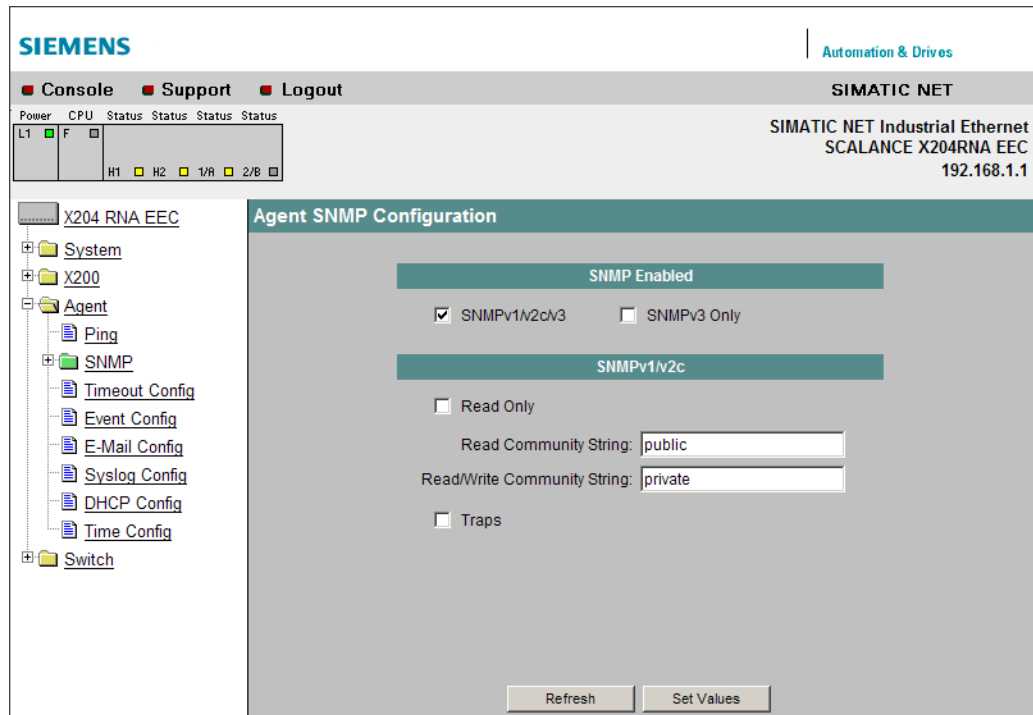 SIEMENS
Automation & Drives
Console Support Logout SIMATIC NET
Power CPU Status Status Status Status
L1 F
H1 H2 1/A 2/B
SIMATIC NET Industrial Ethernet
SCALANCE X204RNA EEC
192.168.1.1
X204 RNA EEC
System
X200
Agent
Ping
SNMP
Timeout Config
Event Config
E-Mail Config
Syslog Config
DHCP Config
Time Config
Switch
Agent SNMP Configuration
SNMP Enabled
SNMPv1/v2c/v3 SNMPv3 Only
SNMPv1/v2c
Read Only
Read Community String: public
Read/Write Community String: private
Traps
Refresh Set Values